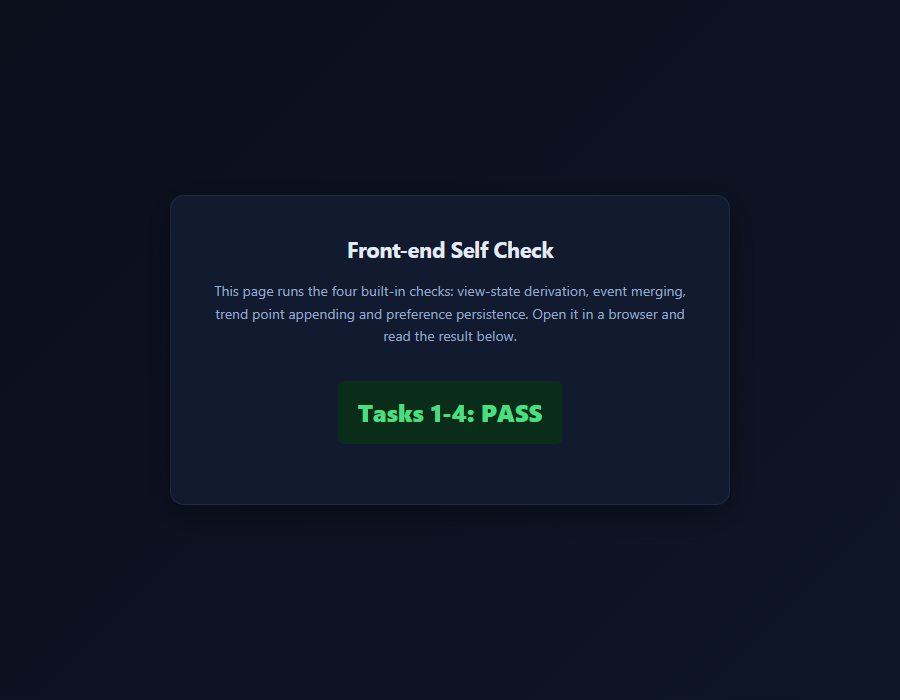 Front-end Self Check
This page runs the four built-in checks: view-state derivation, event merging,
trend point appending and preference persistence. Open it in a browser and
read the result below.
Tasks 1-4: PASS